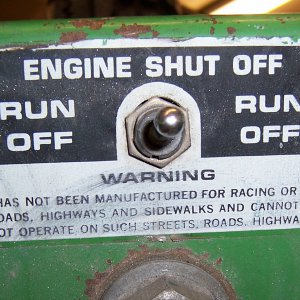 ENGINE SHUT OFF
RUN RUN
OFF OFF
WARNING
HAS NOT BEEN MANUFACTURED FOR RACING OR
ROADS, HIGHWAYS AND SIDEWALKS AND CANNOT
NOT OPERATE ON SUCH STREETS, ROADS, HIGHWA